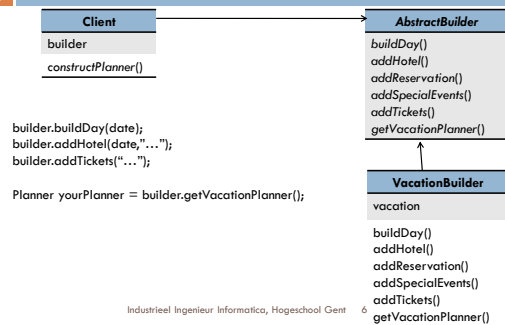 Client
builder
constructPlanner()
AbstractBuilder
buildDay()
addHotel()
addReservation()
addSpecialEvents()
addTickets()
getVacationPlanner()
builder.buildDay(date);
builder.addHotel(date,"…");
builder.addTickets("…");
Planner yourPlanner = builder.getVacationPlanner();
VacationBuilder
vacation
buildDay()
addHotel()
addReservation()
addSpecialEvents()
addTickets()
getVacationPlanner()
Industrieel Ingenieur Informatica, Hogeschool Gent 6